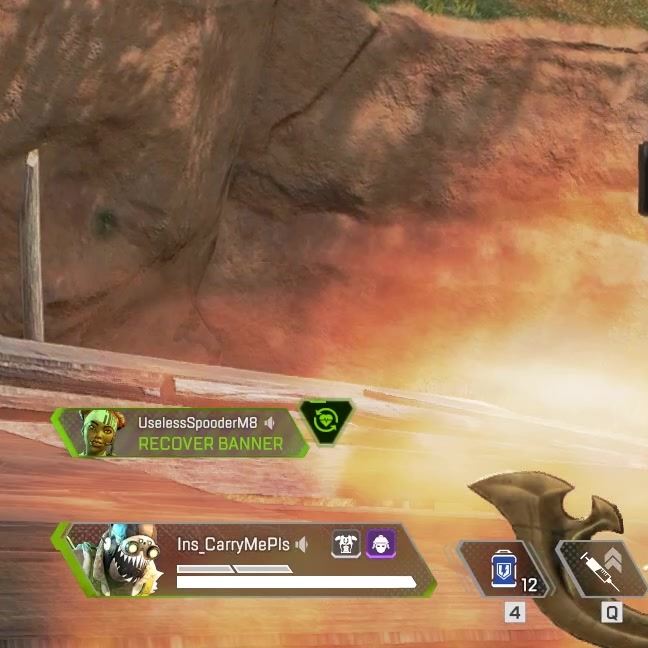 UselessSpooderM8
RECOVER BANNER
Ins_CarryMePls
12
4
Q